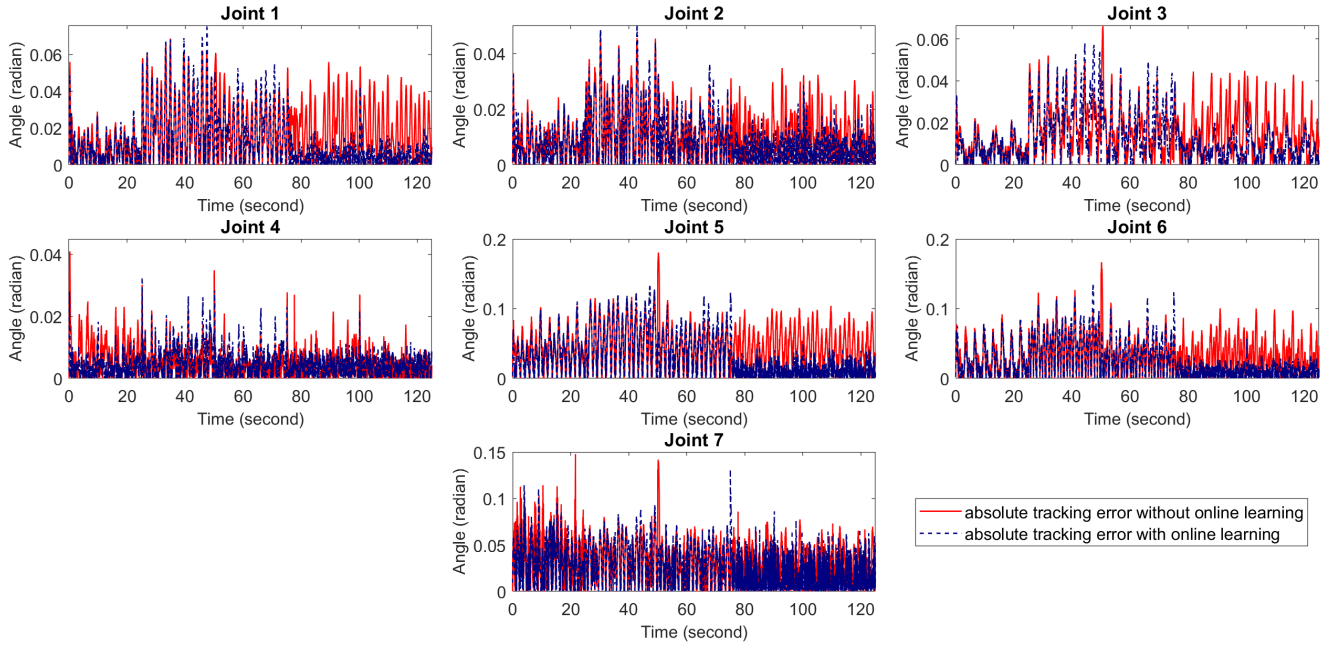 Joint 1
Angle (radian)
0.06
0.04
0.02
0
0 20 40 60 80 100 120
Time (second)
Joint 2
Angle (radian)
0.04
0.02
0
0 20 40 60 80 100 120
Time (second)
Joint 3
Angle (radian)
0.06
0.04
0.02
0
0 20 40 60 80 100 120
Time (second)
Joint 4
Angle (radian)
0.04
0.02
0
0 20 40 60 80 100 120
Time (second)
Joint 5
Angle (radian)
0.2
0.1
0
0 20 40 60 80 100 120
Time (second)
Joint 6
Angle (radian)
0.2
0.1
0
0 20 40 60 80 100 120
Time (second)
Joint 7
Angle (radian)
0.15
0.1
0.05
0
0 20 40 60 80 100 120
Time (second)
absolute tracking error without online learning
absolute tracking error with online learning